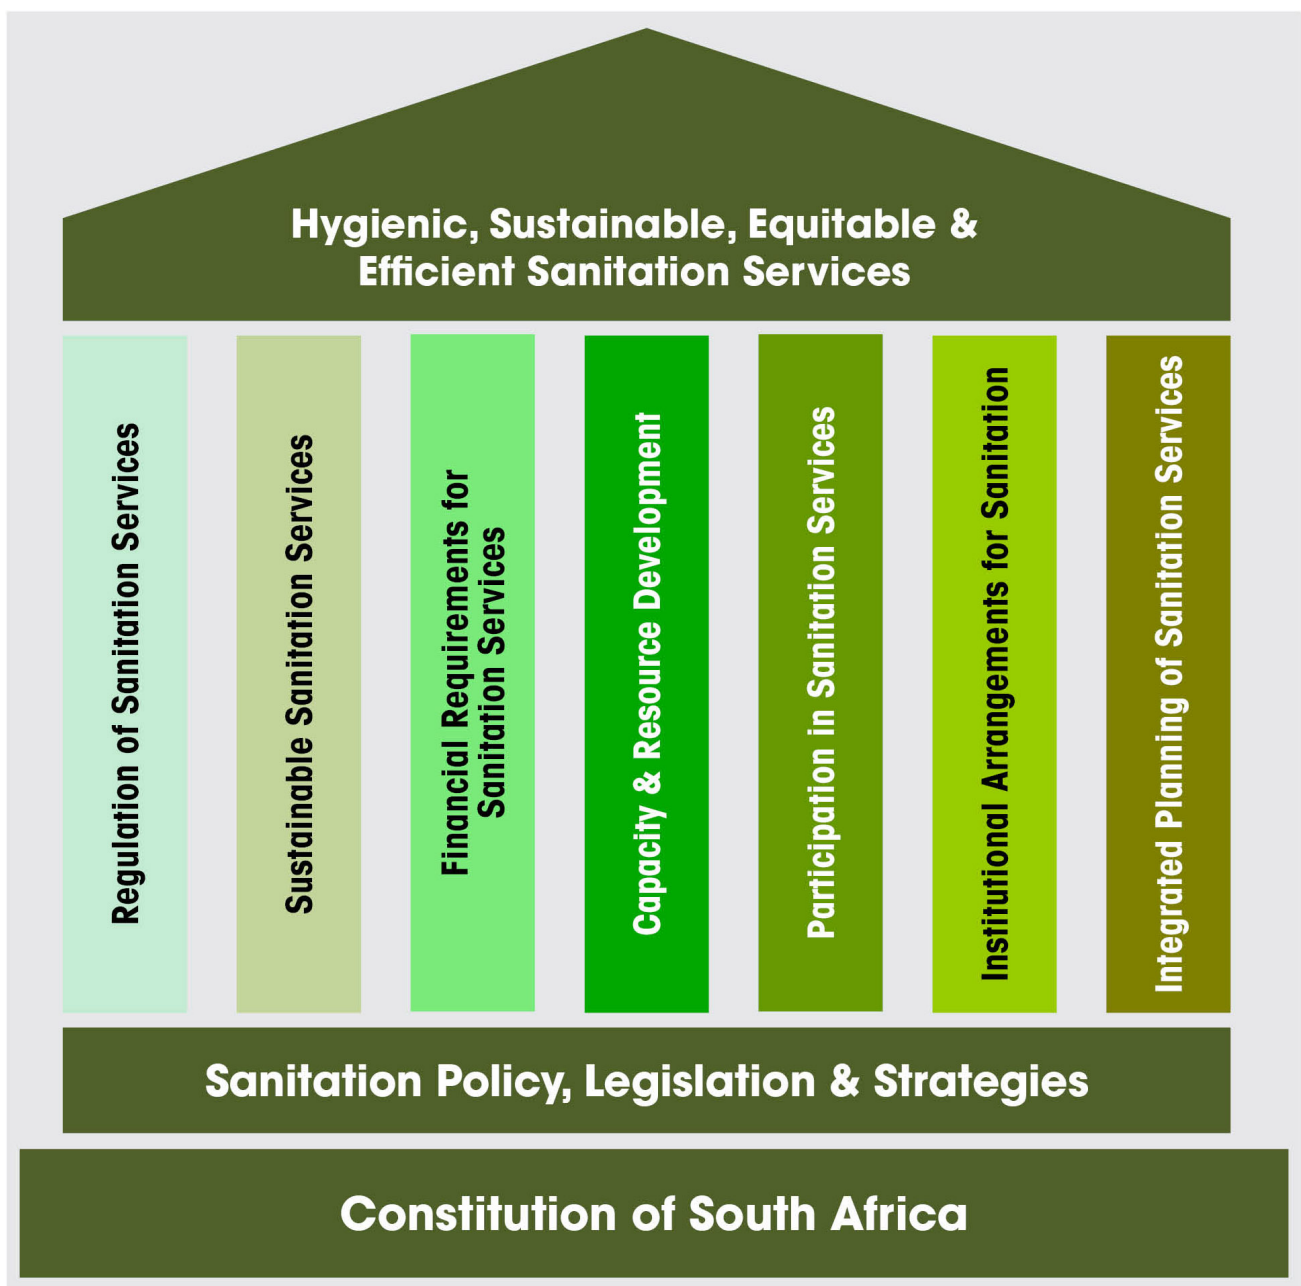 Hygienic, Sustainable, Equitable &
Efficient Sanitation Services
Regulation of Sanitation Services
Sustainable Sanitation Services
Financial Requirements for
Sanitation Services
Capacity & Resource Development
Participation in Sanitation Services
Institutional Arrangements for Sanitation
Integrated Planning of Sanitation Services
Sanitation Policy, Legislation & Strategies
Constitution of South Africa